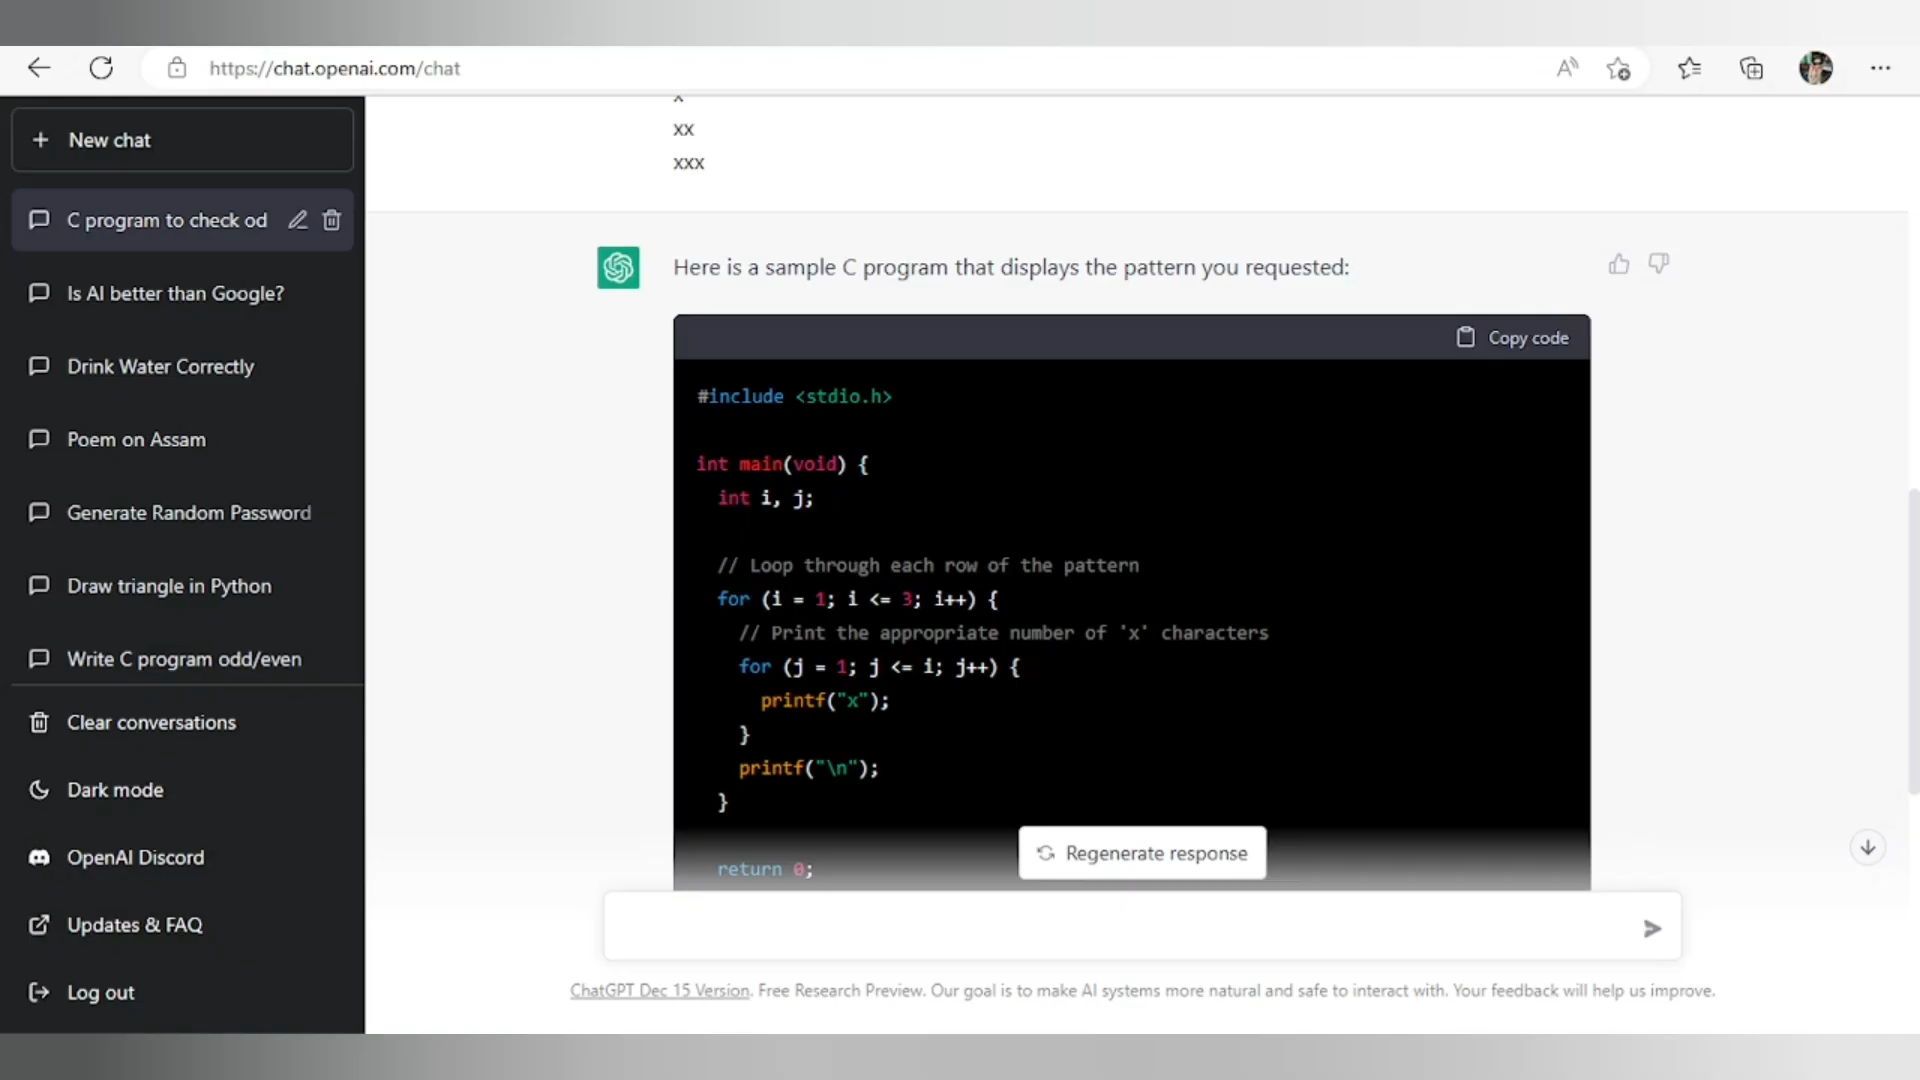 https://chat.openai.com/chat
New chat
C program to check od
Is AI better than Google?
Drink Water Correctly
Poem on Assam
Generate Random Password
Draw triangle in Python
Write C program odd/even
Clear conversations
Dark mode
OpenAI Discord
Updates & FAQ
Log out
x
xx
xxx
Here is a sample C program that displays the pattern you requested:
Copy code
#include <stdio.h>
int main(void) {
int i, j;
// Loop through each row of the pattern
for (i = 1; i <= 3; i++) {
// Print the appropriate number of 'x' characters
for (j = 1; j <= i; j++) {
printf("x");
}
printf("\n");
}
return 0;
Regenerate response
ChatGPT Dec 15 Version. Free Research Preview. Our goal is to make AI systems more natural and safe to interact with. Your feedback will help us improve.